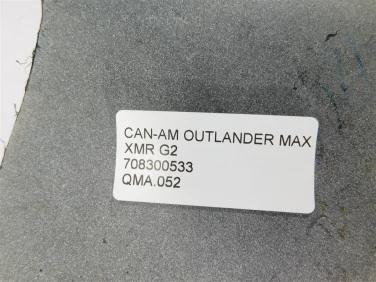 CAN-AM OUTLANDER MAX
XMR G2
708300533
QMA.052